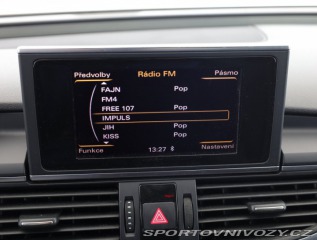 Předvolby Rádio FM Pásmo
FAJN Pop
FM4
FREE 107 Pop
IMPULS
JIH Pop
KISS Pop
Funkce 13:27 Nastavení
SPORTOVNIVOZY.CZ